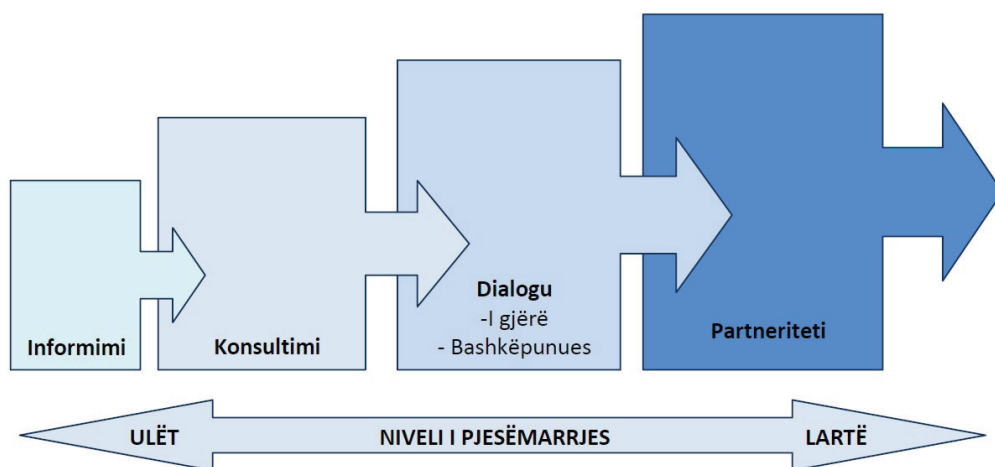 Informimi
Konsultimi
Dialogu
-I gjërë
- Bashkëpunues
Partneriteti
ULËT NIVELI I PJESËMARRJES LARTË